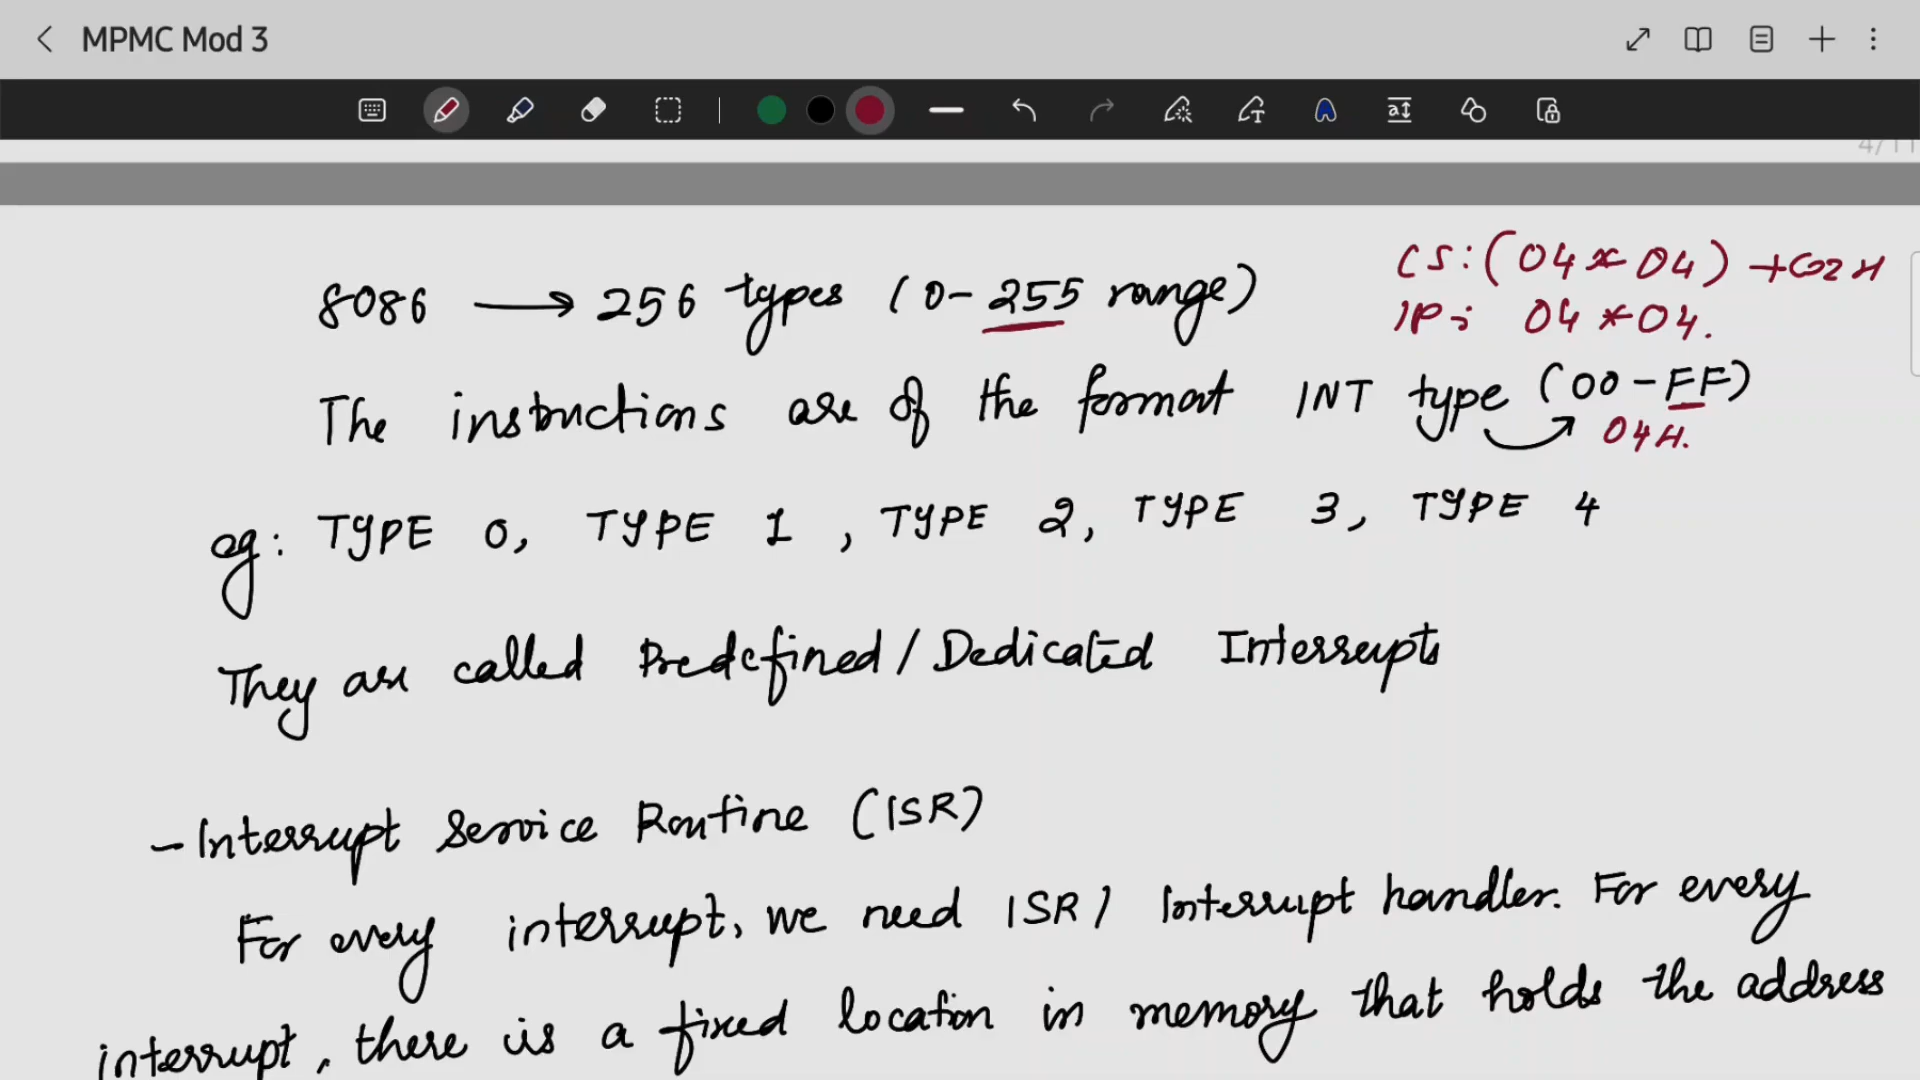 MPMC Mod 3
4/11
8086 → 256 types (0-255 range)
CS: (04*04) +02H
IP: 04*04.
The instructions are of the format INT type (00-FF)
04H.
eg: TYPE 0, TYPE 1, TYPE 2, TYPE 3, TYPE 4
They are called Predefined/Dedicated Interrupts
-Interrupt Service Routine (ISR)
For every interrupt, we need ISR/ Interrupt handler. For every
interrupt, there is a fixed location in memory that holds the address